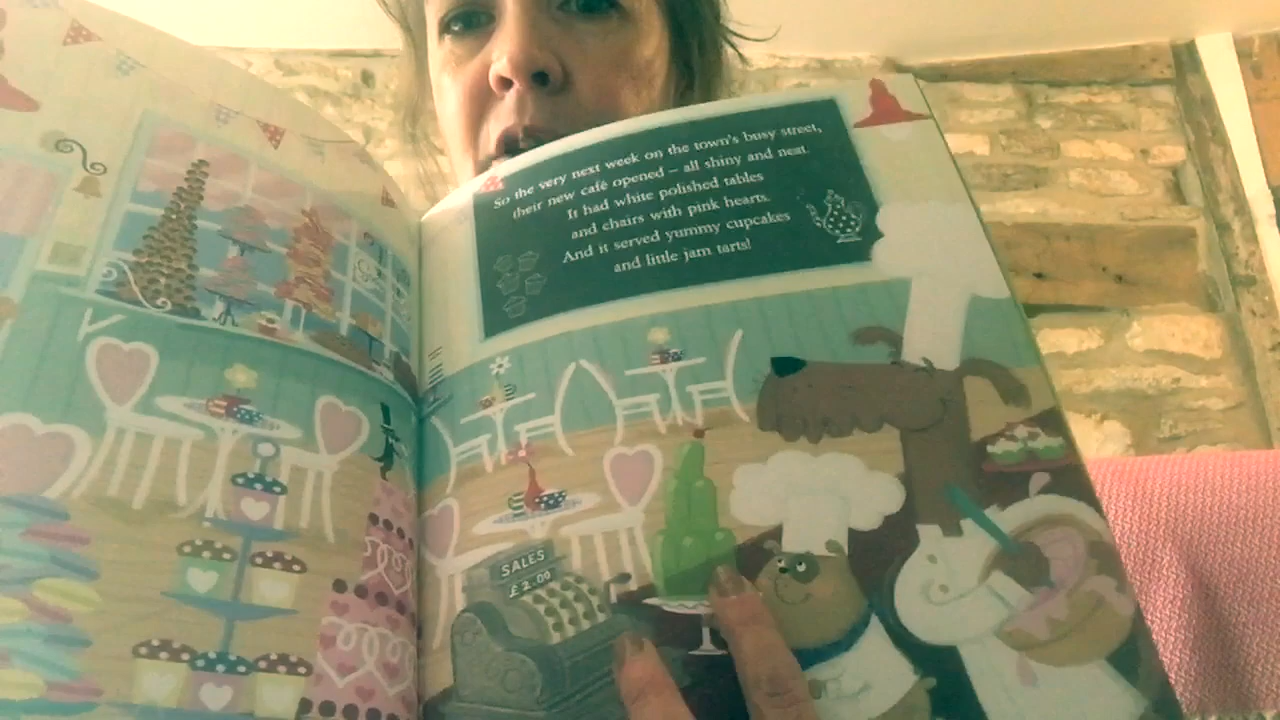 So the very next week on the town's busy street,
their new café opened – all shiny and neat.
It had white polished tables
and chairs with pink hearts.
And it served yummy cupcakes
and little jam tarts!
SALES
£2.00